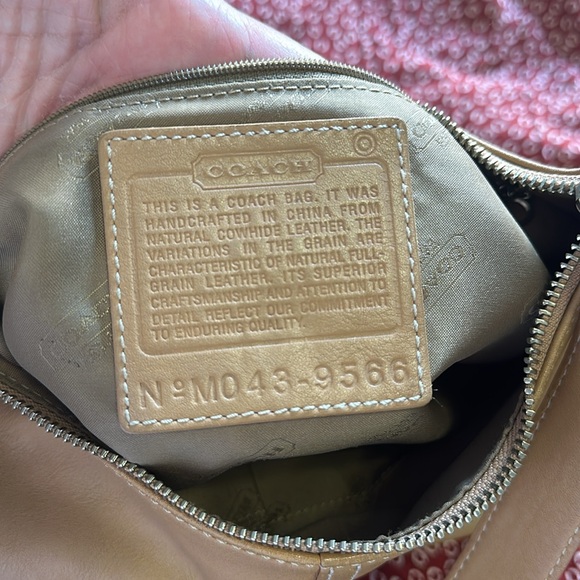 COACH
THIS IS A COACH BAG. IT WAS
HANDCRAFTED IN CHINA FROM
NATURAL COWHIDE LEATHER. THE
VARIATIONS IN THE GRAIN ARE
CHARACTERISTIC OF NATURAL FULL-
GRAIN LEATHER. ITS SUPERIOR
CRAFTSMANSHIP AND ATTENTION TO
DETAIL REFLECT OUR COMMITMENT
TO ENDURING QUALITY.
Nº M043-9566